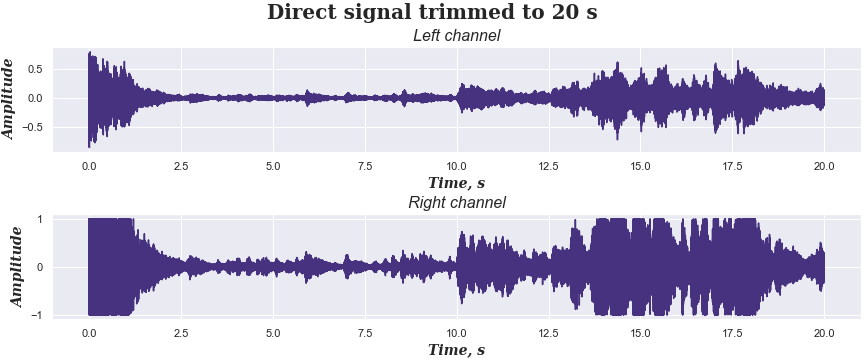 Direct signal trimmed to 20 s
Left channel
Amplitude
0.5
0.0
−0.5
0.0 2.5 5.0 7.5 10.0 12.5 15.0 17.5 20.0
Time, s
Right channel
Amplitude
1
0
−1
0.0 2.5 5.0 7.5 10.0 12.5 15.0 17.5 20.0
Time, s